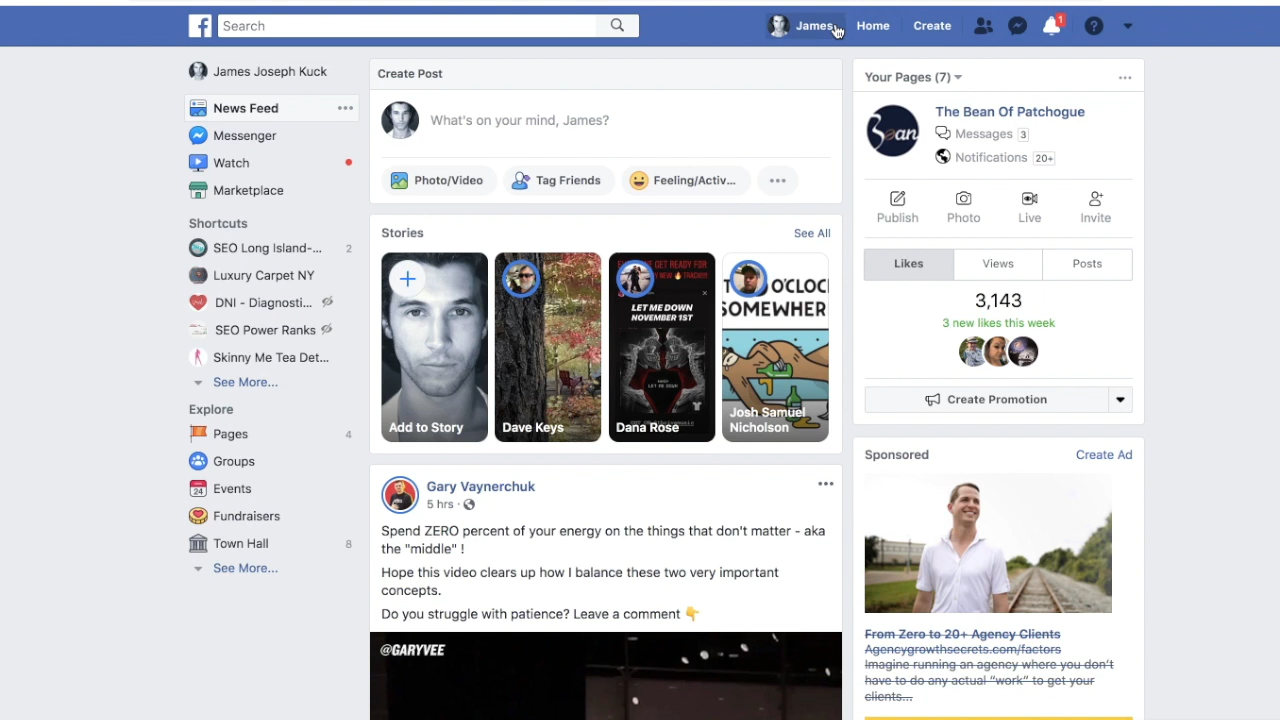 Search
James
Home
Create
1
James Joseph Kuck
News Feed
Messenger
Watch
Marketplace
Shortcuts
SEO Long Island-... 2
Luxury Carpet NY
DNI - Diagnosti...
SEO Power Ranks
Skinny Me Tea Det...
See More...
Explore
Pages 4
Groups
24 Events
Fundraisers
Town Hall 8
See More...
Create Post
What's on your mind, James?
Photo/Video
Tag Friends
Feeling/Activ...
Stories
See All
Add to Story
Dave Keys
LET ME DOWN
NOVEMBER 1ST
Dana Rose
O'CLOC
SOMEWHER
Josh Samuel
Nicholson
Gary Vaynerchuk
5 hrs ·
Spend ZERO percent of your energy on the things that don't matter - aka
the "middle" !
Hope this video clears up how I balance these two very important
concepts.
Do you struggle with patience? Leave a comment 👇
@GARYVEE
Your Pages (7)
Bean
The Bean Of Patchogue
Messages 3
Notifications 20+
Publish
Photo
Live
Invite
Likes
Views
Posts
3,143
3 new likes this week
Create Promotion
Sponsored
Create Ad
From Zero to 20+ Agency Clients
Agencygrowthsecrets.com/factors
Imagine running an agency where you don't
have to do any actual "work" to get your
clients...